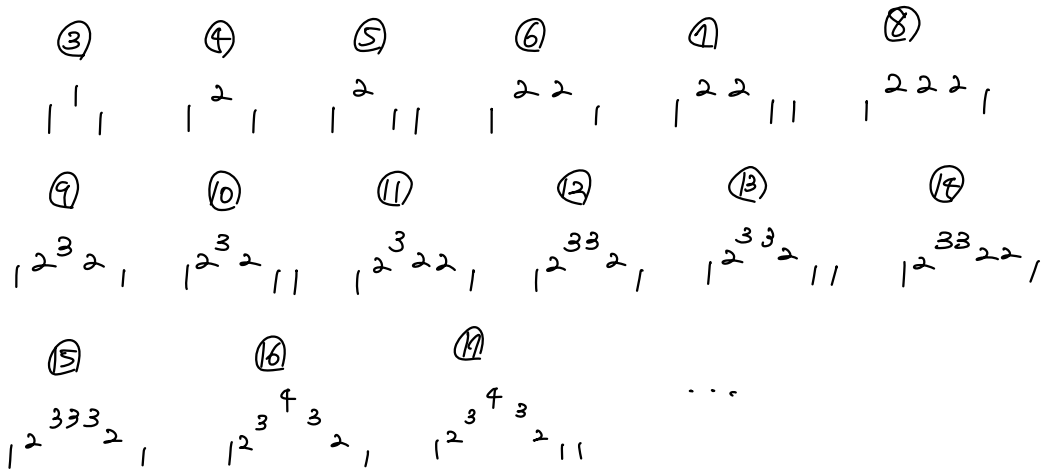 ③ ④ ⑤ ⑥ ⑦ ⑧
1 1 1 1 2 1 1 2 1 1 1 2 2 1 1 2 2 1 1 1 2 2 2 1
⑨ ⑩ ⑪ ⑫ ⑬ ⑭
1 2 3 2 1 1 2 3 2 1 1 1 2 3 2 2 1 1 2 3 3 2 1 1 2 3 3 2 1 1 1 2 3 3 2 2 1
⑮ ⑯ ⑰
1 2 3 3 3 2 1 1 2 3 4 3 2 1 1 2 3 4 3 2 1 1 ...